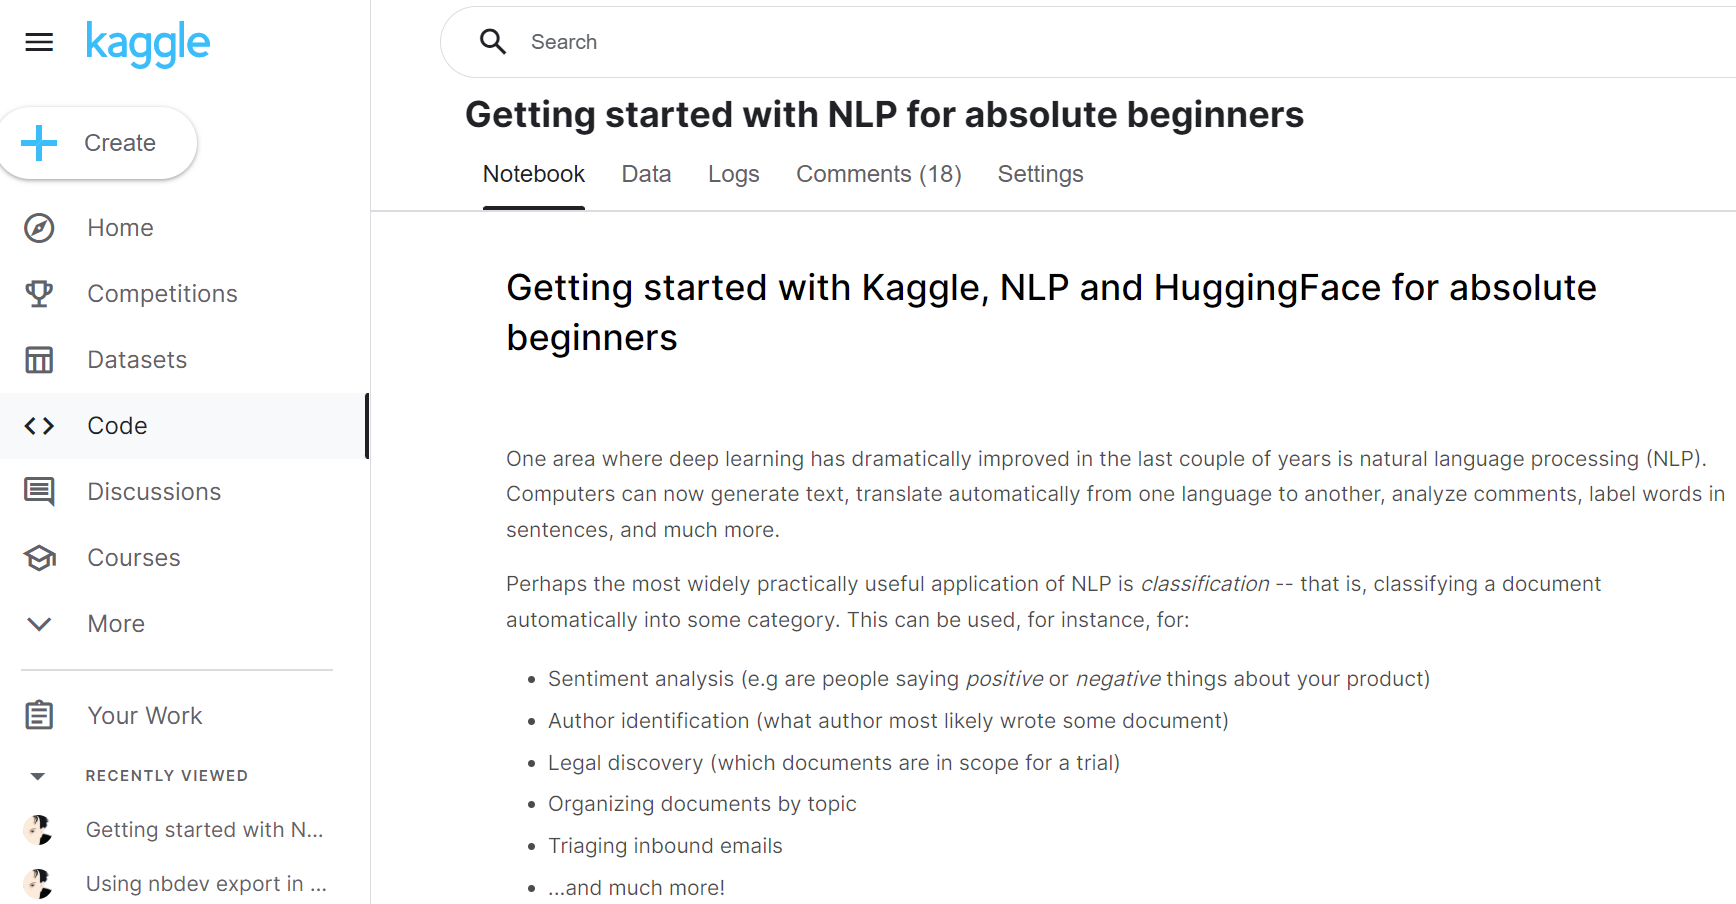 kaggle
Search
Create
Home
Competitions
Datasets
Code
Discussions
Courses
More
Your Work
RECENTLY VIEWED
Getting started with N...
Using nbdev export in ...
Getting started with NLP for absolute beginners
Notebook Data Logs Comments (18) Settings
Getting started with Kaggle, NLP and HuggingFace for absolute
beginners
One area where deep learning has dramatically improved in the last couple of years is natural language processing (NLP).
Computers can now generate text, translate automatically from one language to another, analyze comments, label words in
sentences, and much more.
Perhaps the most widely practically useful application of NLP is classification -- that is, classifying a document
automatically into some category. This can be used, for instance, for:
• Sentiment analysis (e.g are people saying positive or negative things about your product)
• Author identification (what author most likely wrote some document)
• Legal discovery (which documents are in scope for a trial)
• Organizing documents by topic
• Triaging inbound emails
• ...and much more!